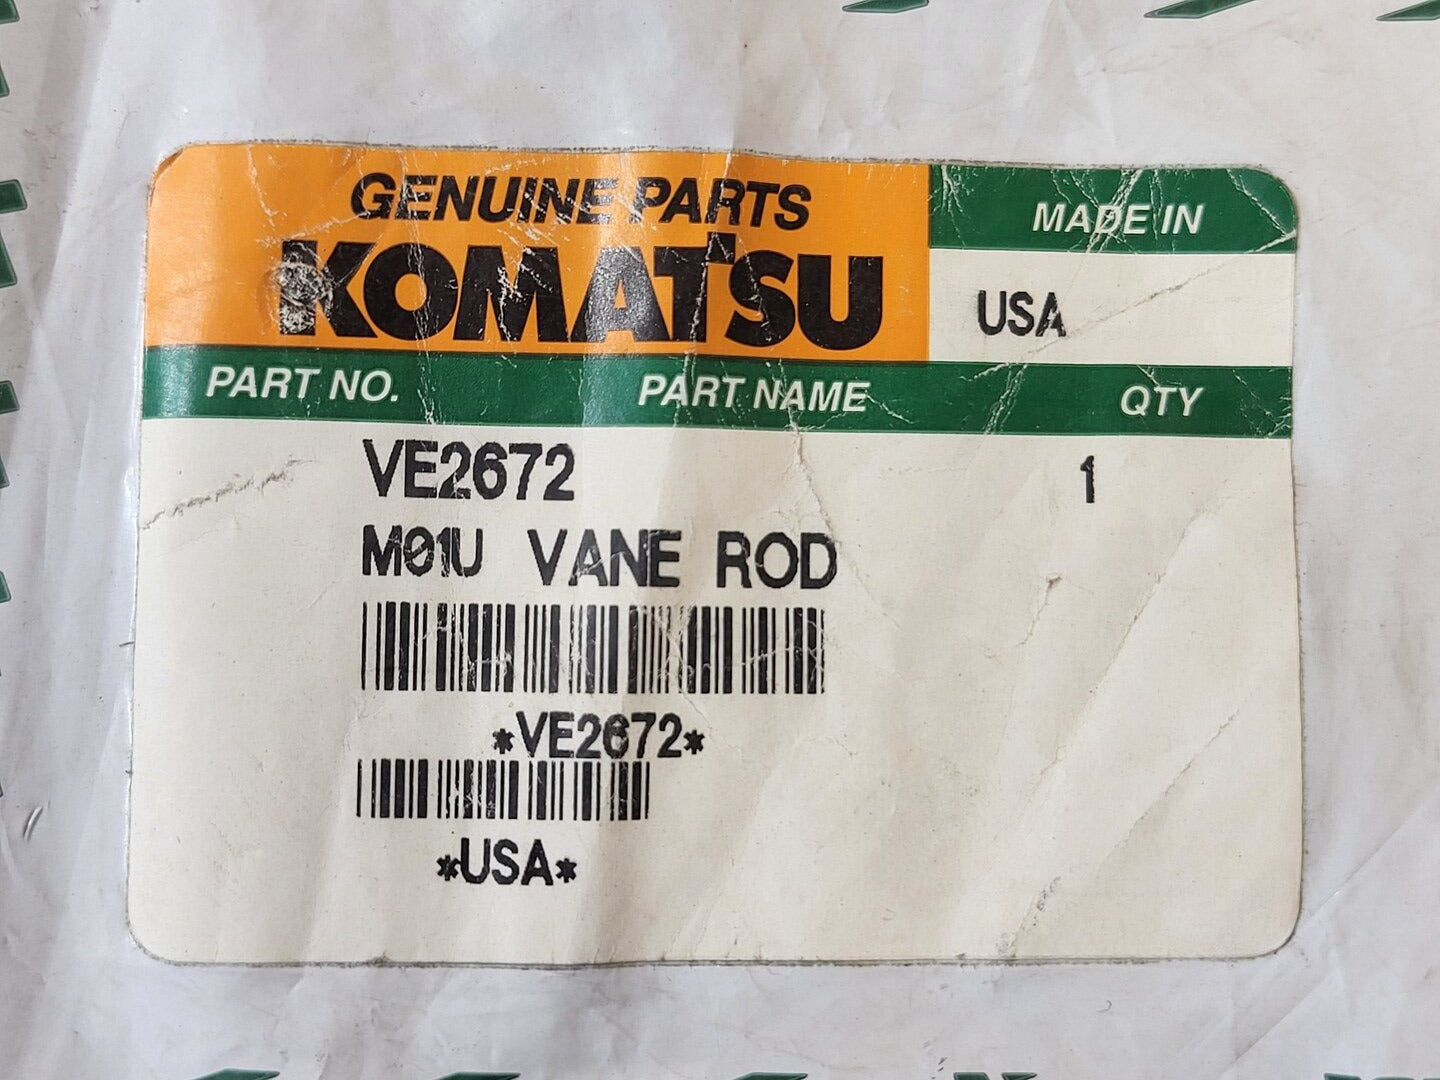 GENUINE PARTS
KOMATSU
MADE IN
USA
PART NO. PART NAME QTY
VE2672 1
M01U VANE ROD
*VE2672*
*USA*